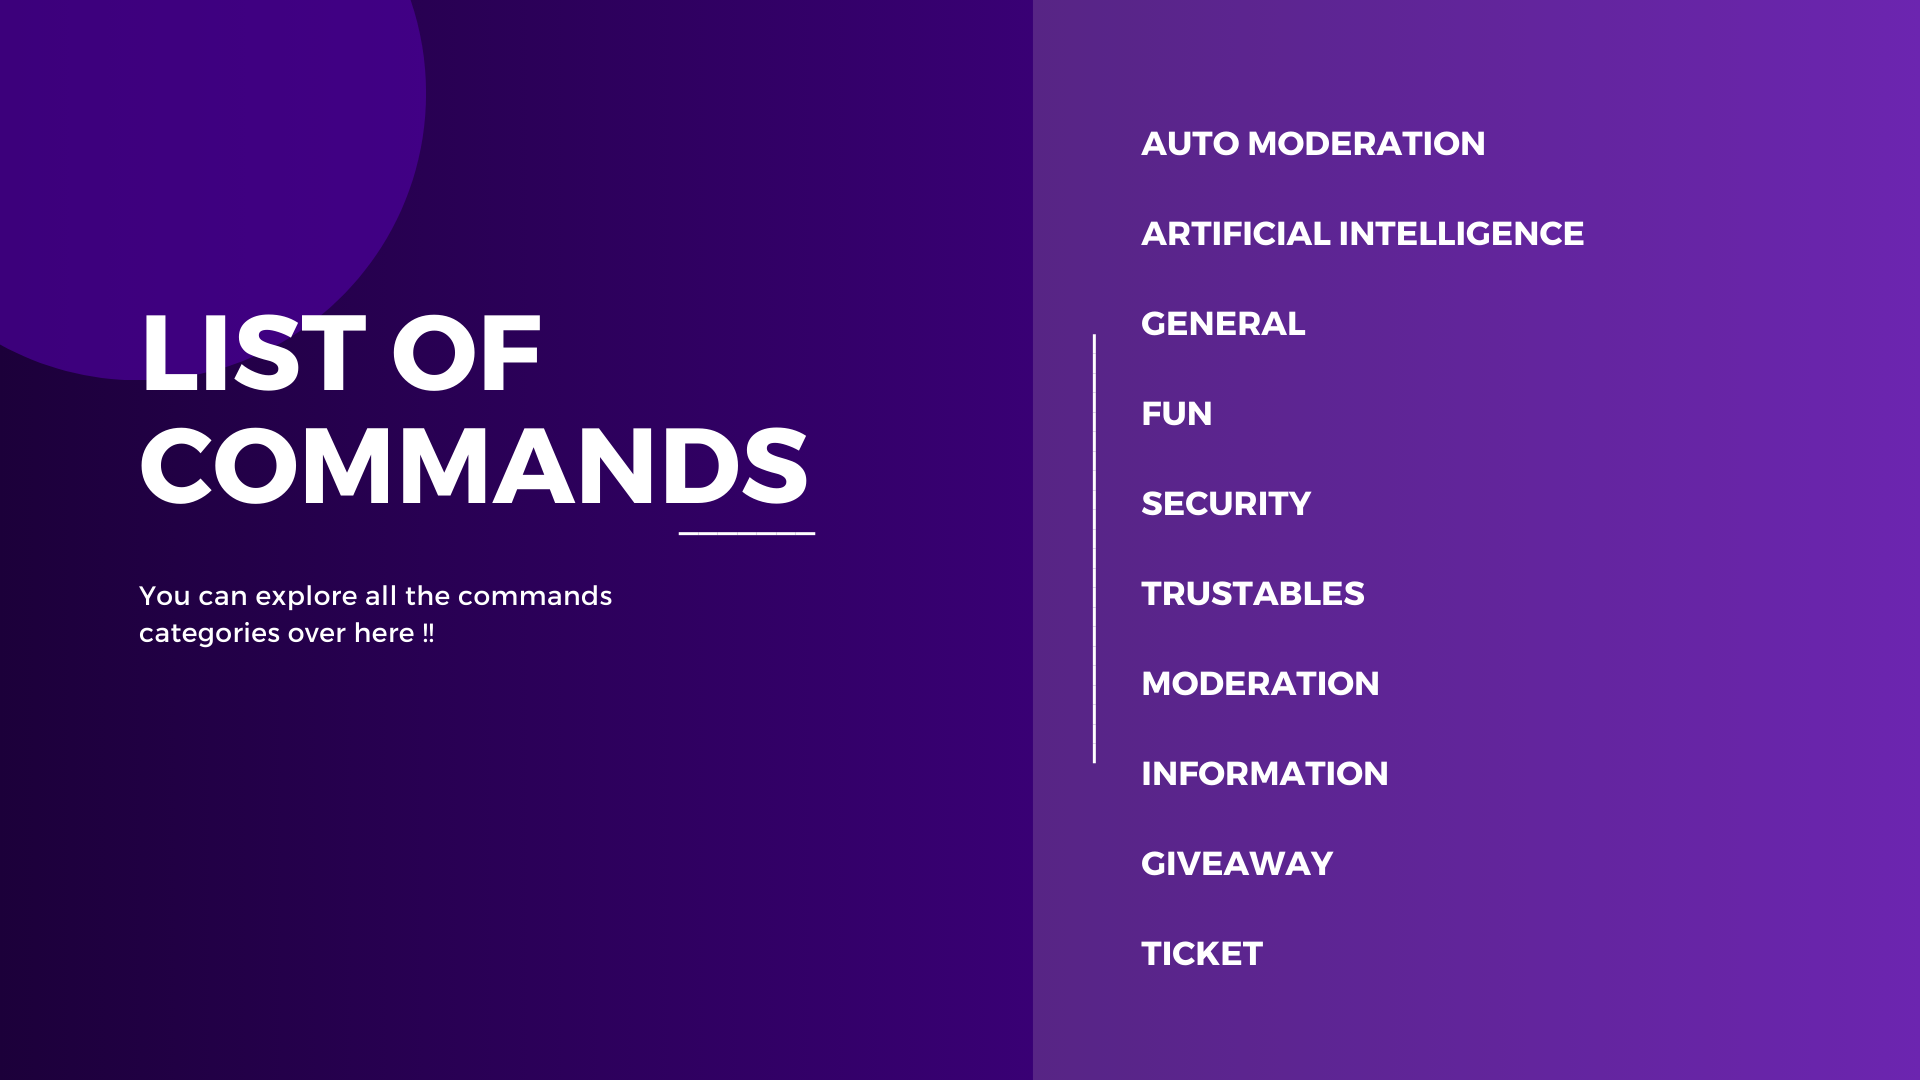 LIST OF
COMMANDS
You can explore all the commands
categories over here !!
AUTO MODERATION
ARTIFICIAL INTELLIGENCE
GENERAL
FUN
SECURITY
TRUSTABLES
MODERATION
INFORMATION
GIVEAWAY
TICKET